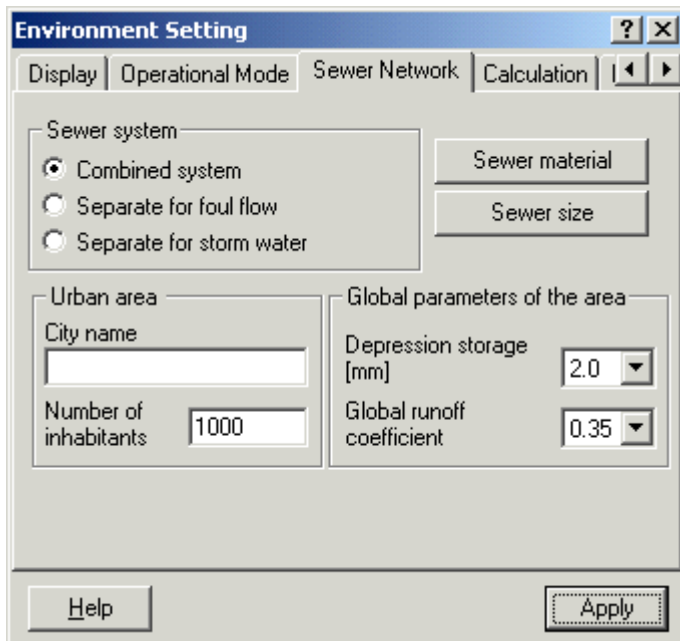 Environment Setting
Display Operational Mode Sewer Network Calculation
Sewer system
Combined system
Separate for foul flow
Separate for storm water
Sewer material
Sewer size
Urban area
City name
Number of
inhabitants
1000
Global parameters of the area
Depression storage
[mm]
2.0
Global runoff
coefficient
0.35
Help
Apply